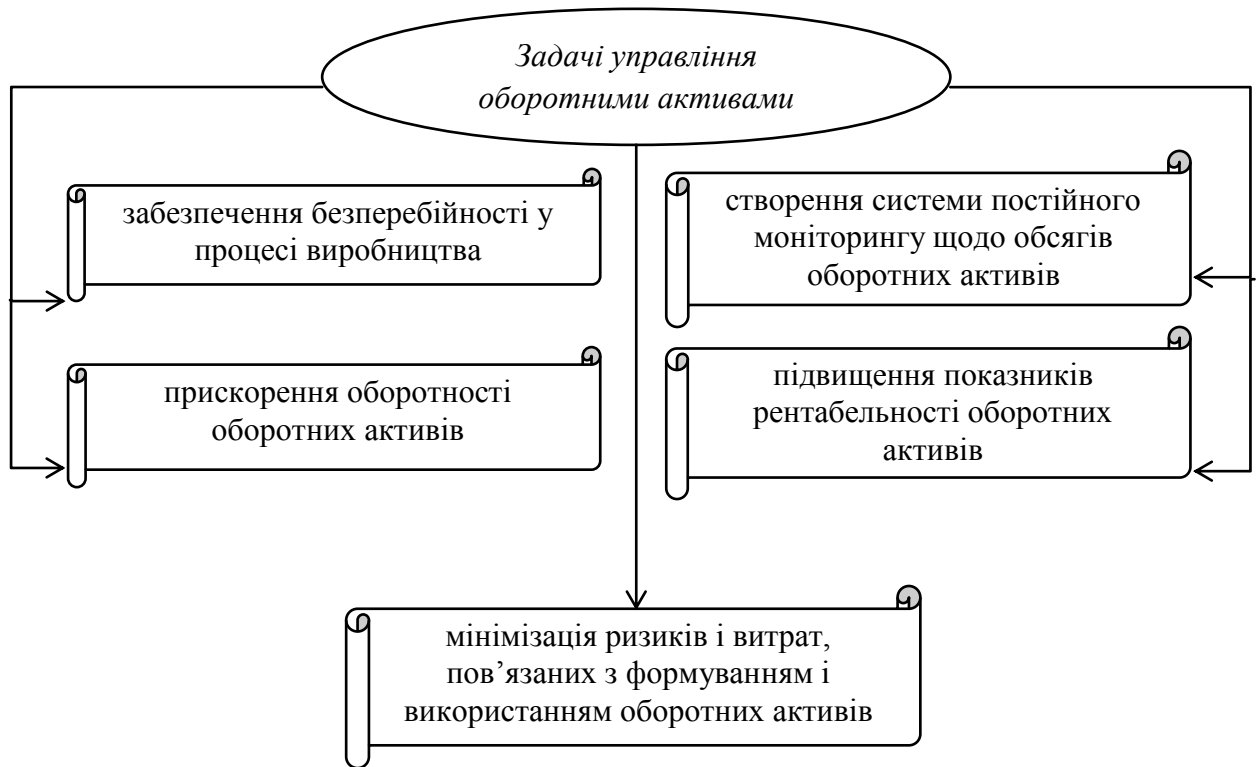 Задачі управління
оборотними активами
забезпечення безперебійності у
процесі виробництва
створення системи постійного
моніторингу щодо обсягів
оборотних активів
прискорення оборотності
оборотних активів
підвищення показників
рентабельності оборотних
активів
мінімізація ризиків і витрат,
пов’язаних з формуванням і
використанням оборотних активів